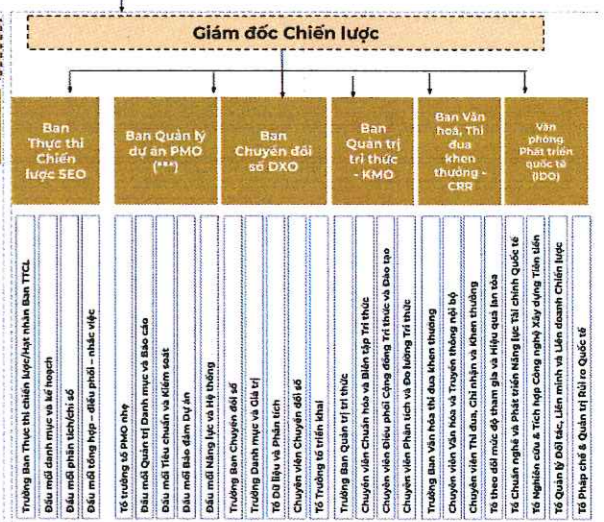 Giám đốc Chiến lược
Ban
Thực thi
Chiến
lược SEO
Ban Quản lý
dự án PMO
(***)
Ban
Chuyển đổi
số DXO
Ban
Quản trị
tri thức
- KMO
Ban Văn
hoá, Thi
đua
khen
thưởng -
CRR
Văn
phòng
Phát triển
quốc tế
(IDO)
Trưởng Ban Thực thi chiến lược/Hạt nhân Ban TTCL
Đầu mối danh mục và kế hoạch
Đầu mối phân tích/chỉ số
Đầu mối tổng hợp – điều phối – nhắc việc
Tổ trưởng tổ PMO nhẹ
Đầu mối Quản trị Danh mục và Báo cáo
Đầu mối Tiêu chuẩn và Kiểm soát
Đầu mối Bảo đảm Dự án
Đầu mối Năng lực và Hệ thống
Trưởng Ban Chuyển đổi số
Trưởng Danh mục và Giá trị
Tổ Dữ liệu và Phân tích
Chuyên viên Chuyển đổi số
Tổ Trưởng tổ triển khai
Trưởng Ban Quản trị tri thức
Chuyên viên Chuẩn hóa và Biên tập Tri thức
Chuyên viên Điều phối Cộng đồng Tri thức và Đào tạo
Chuyên viên Phân tích và Đo lường Tri thức
Trưởng Ban Văn hóa thi đua khen thưởng
Chuyên viên Văn hóa và Truyền thông nội bộ
Chuyên viên Thi đua, Ghi nhận và Khen thưởng
Tổ theo dõi mức độ tham gia và Hiệu quả lan tỏa
Tổ Chuẩn nghề và Phát triển Năng lực Tài chính Quốc tế
Tổ Nghiên cứu & Tích hợp Công nghệ Xây dựng Tiên tiến
Tổ Quản lý Đối tác, Liên minh và Liên doanh Chiến lược
Tổ Pháp chế & Quản trị Rủi ro Quốc tế